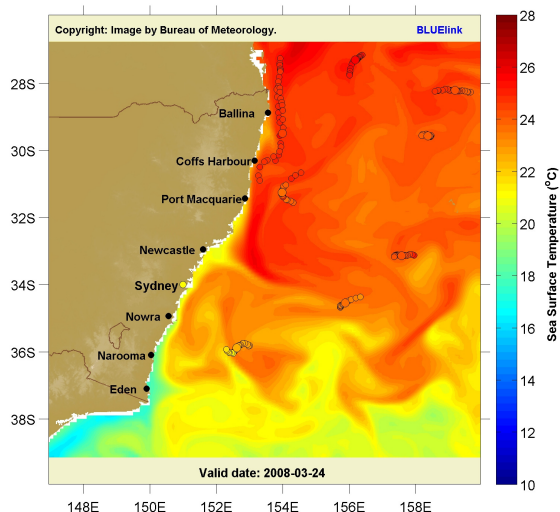 Copyright: Image by Bureau of Meteorology. BLUElink
28S
30S
32S
34S
36S
38S
Ballina
Coffs Harbour
Port Macquarie
Newcastle
Sydney
Nowra
Narooma
Eden
Valid date: 2008-03-24
148E 150E 152E 154E 156E 158E
28
26
24
22
20
18
16
14
12
10
Sea Surface Temperature (°C)